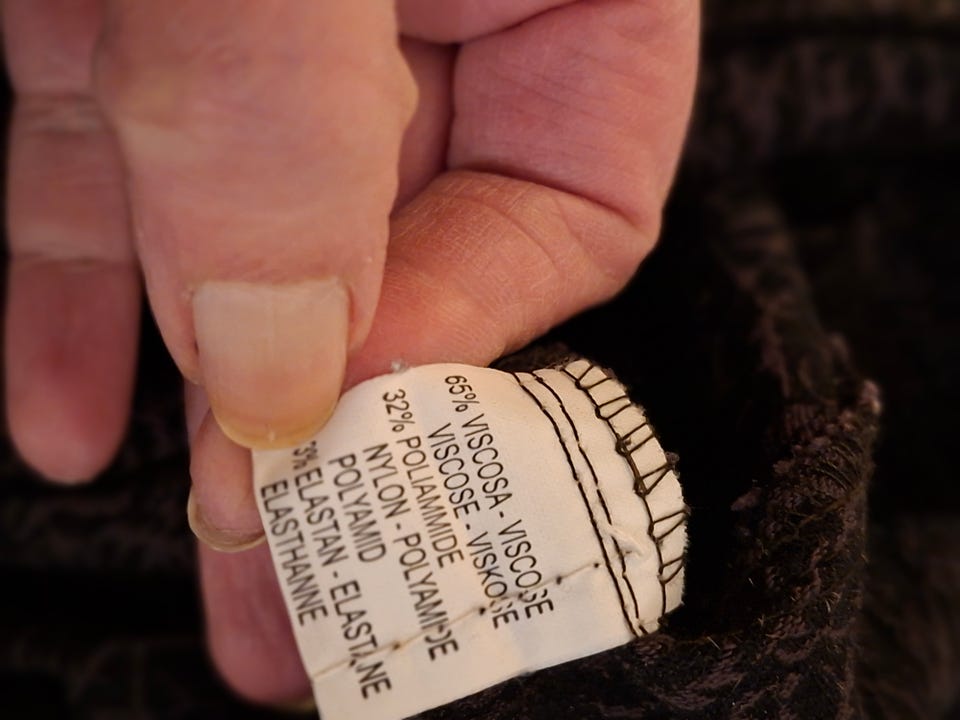 65% VISCOSA - VISCOSE
VISCOSE - VISKOSE
32% POLIAMMIDE
NYLON - POLYAMIDE
POLYAMID
3% ELASTAN - ELASTANE
ELASTHANNE